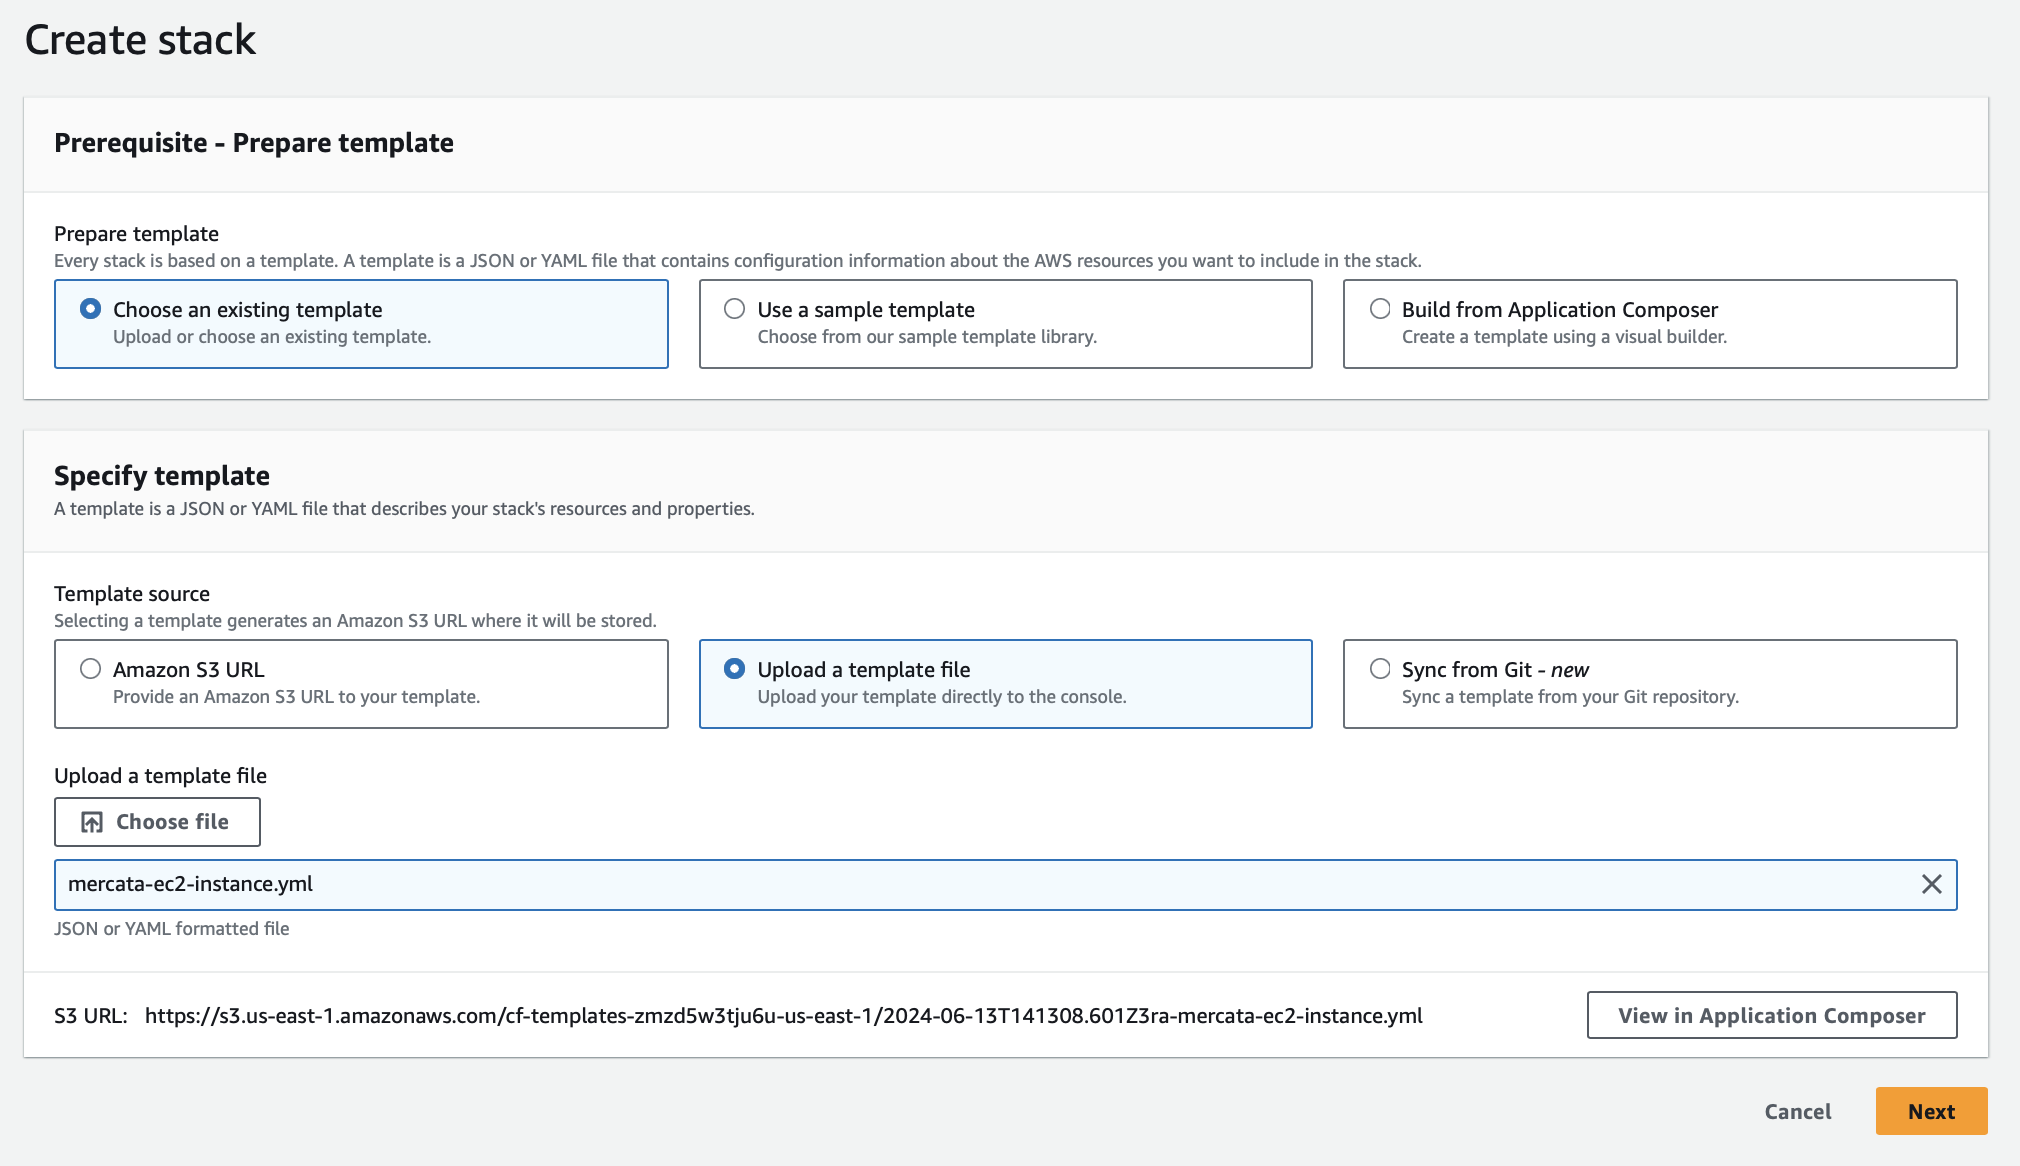 Create stack
Prerequisite - Prepare template
Prepare template
Every stack is based on a template. A template is a JSON or YAML file that contains configuration information about the AWS resources you want to include in the stack.
Choose an existing template
Upload or choose an existing template.
Use a sample template
Choose from our sample template library.
Build from Application Composer
Create a template using a visual builder.
Specify template
A template is a JSON or YAML file that describes your stack's resources and properties.
Template source
Selecting a template generates an Amazon S3 URL where it will be stored.
Amazon S3 URL
Provide an Amazon S3 URL to your template.
Upload a template file
Upload your template directly to the console.
Sync from Git - new
Sync a template from your Git repository.
Upload a template file
Choose file
mercata-ec2-instance.yml
JSON or YAML formatted file
S3 URL: https://s3.us-east-1.amazonaws.com/cf-templates-zmzd5w3tju6u-us-east-1/2024-06-13T141308.601Z3ra-mercata-ec2-instance.yml
View in Application Composer
Cancel
Next